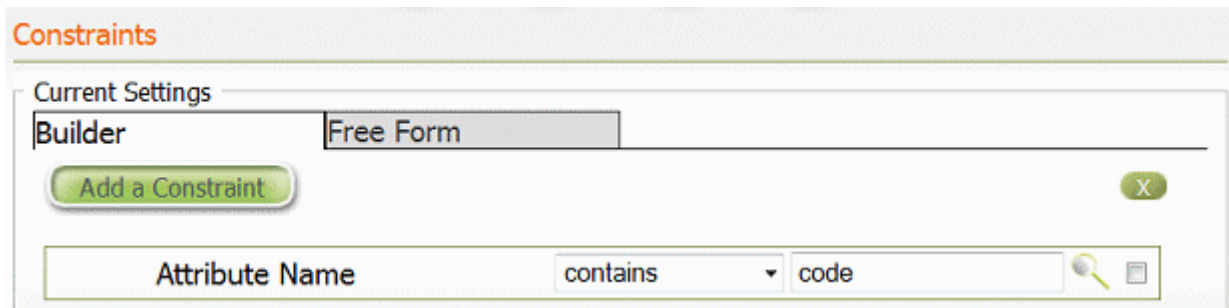 Constraints
Current Settings
Builder Free Form
Add a Constraint X
Attribute Name contains code